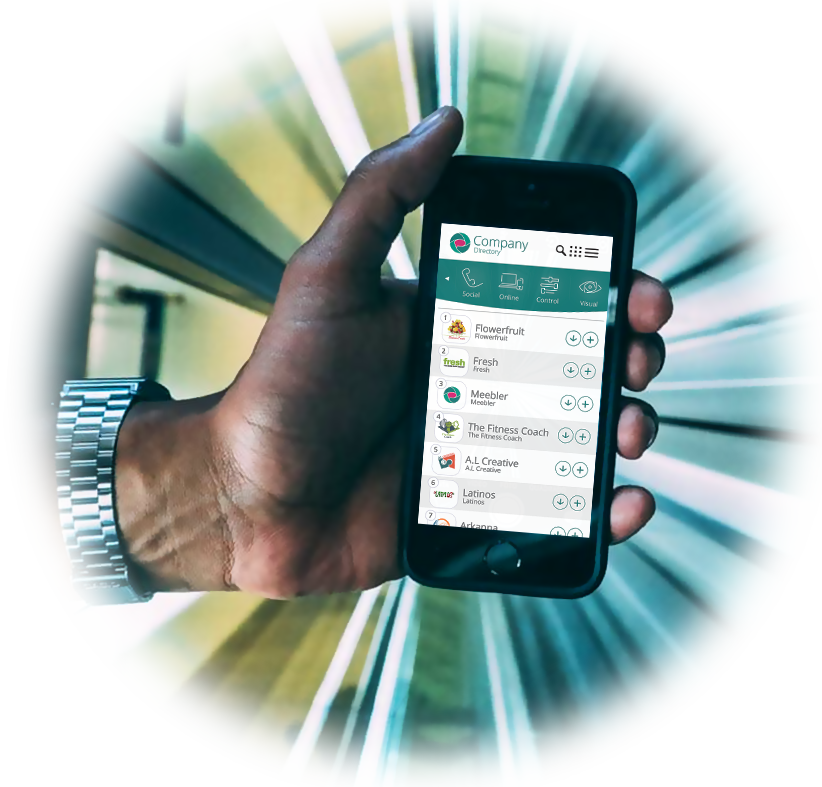 Company
Directory
Social Online Control Visual
1
Flowerfruit
Flowerfruit
2
fresh
Fresh
Fresh
3
Meebler
Meebler
4
The Fitness Coach
The Fitness Coach
5
A.L Creative
A.L Creative
6
Latinos
Latinos
7
Arkanna